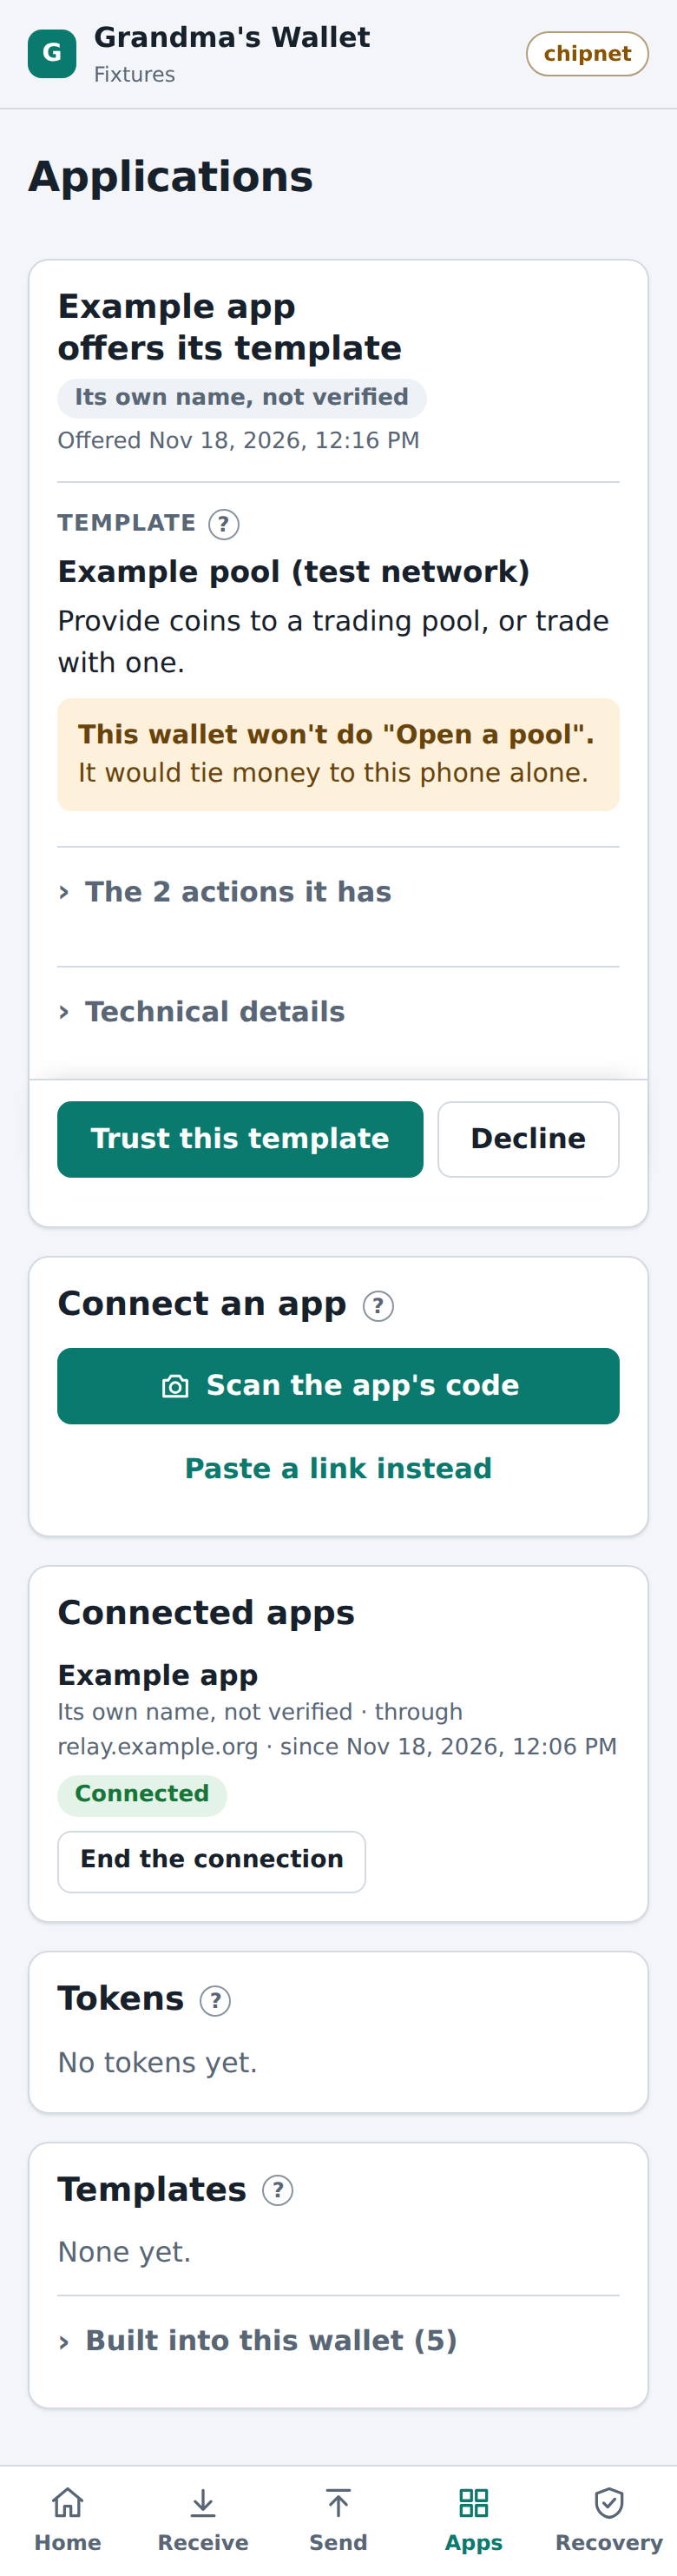 G
Grandma's Wallet
Fixtures
chipnet
Applications
Example app
offers its template
Its own name, not verified
Offered Nov 18, 2026, 12:16 PM
TEMPLATE ?
Example pool (test network)
Provide coins to a trading pool, or trade
with one.
This wallet won't do "Open a pool".
It would tie money to this phone alone.
› The 2 actions it has
› Technical details
Trust this template
Decline
Connect an app ?
Scan the app's code
Paste a link instead
Connected apps
Example app
Its own name, not verified · through
relay.example.org · since Nov 18, 2026, 12:06 PM
Connected
End the connection
Tokens ?
No tokens yet.
Templates ?
None yet.
› Built into this wallet (5)
Home
Receive
Send
Apps
Recovery